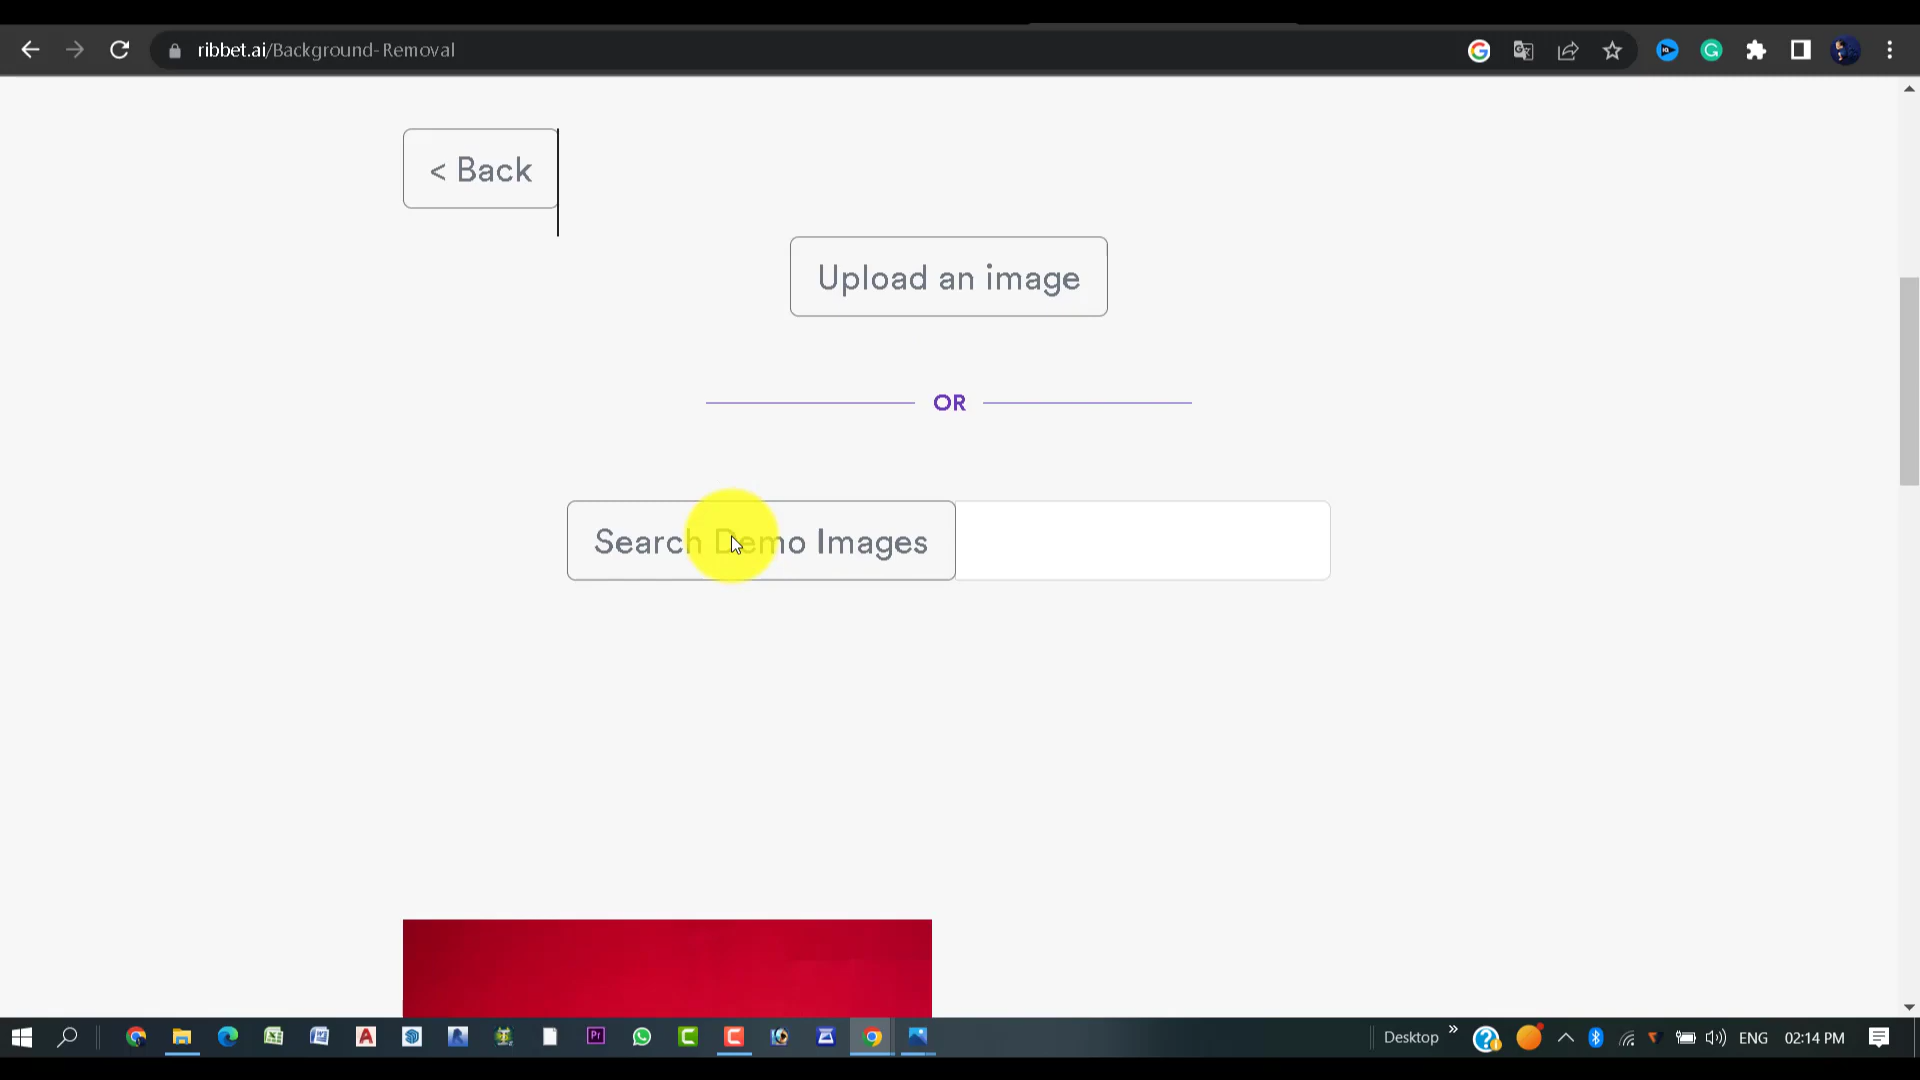 ribbet.ai/Background-Removal
< Back
Upload an image
OR
Search Demo Images
Desktop
ENG
02:14 PM